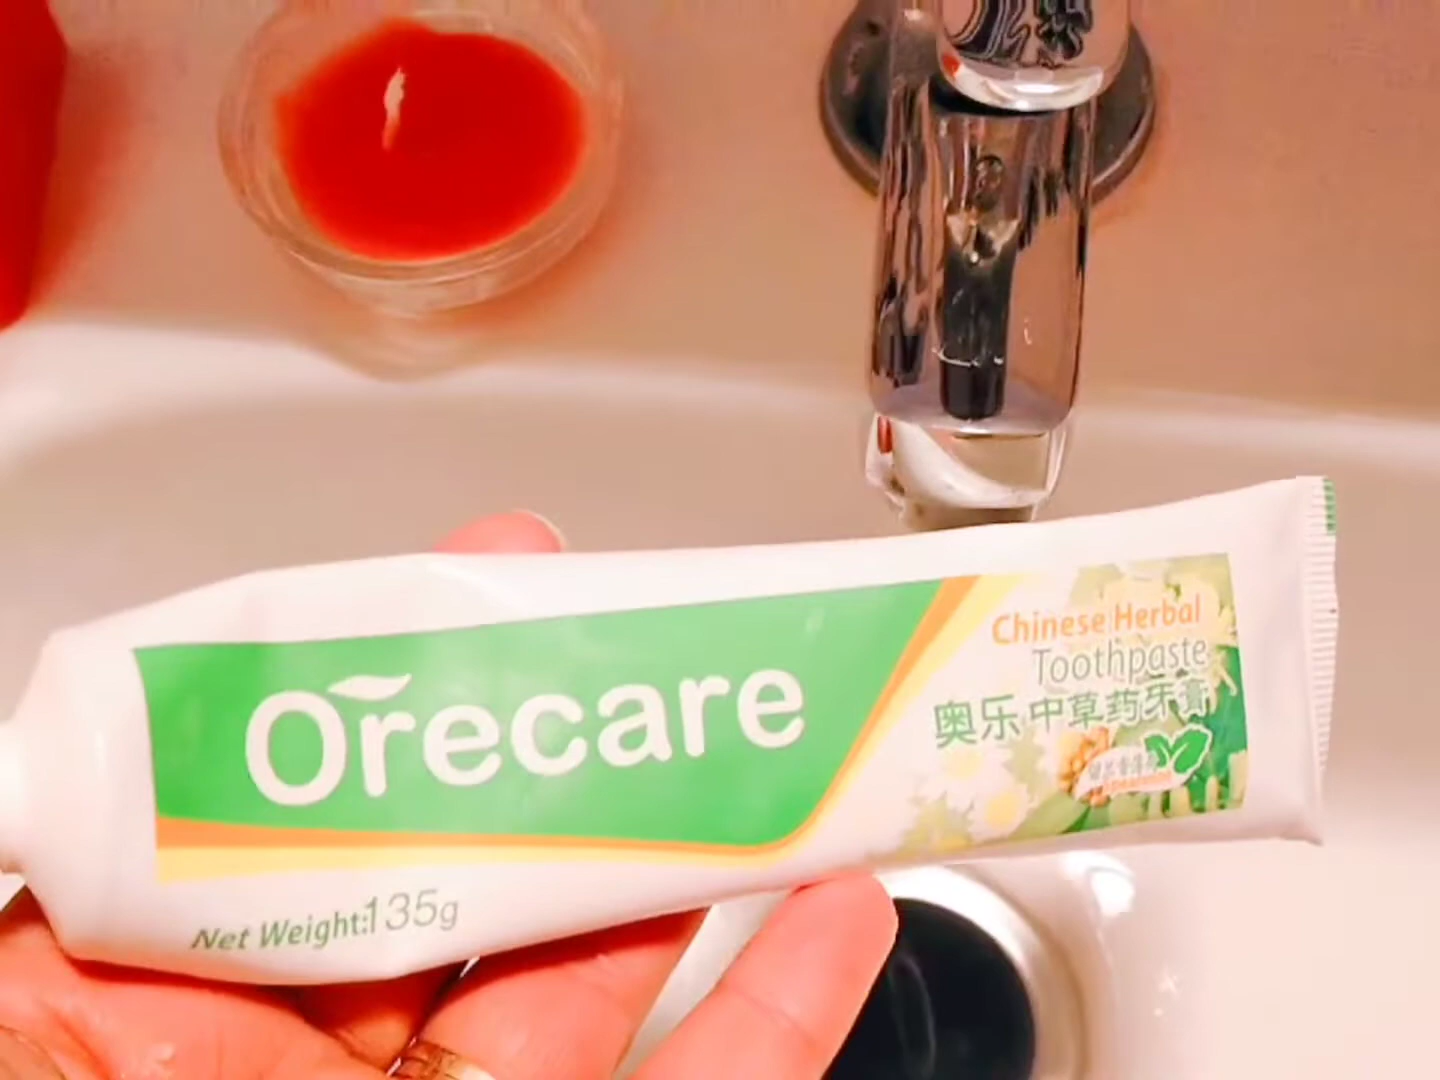 Orecare
Chinese Herbal
Toothpaste
奥乐 中草药牙膏
Net Weight:135g